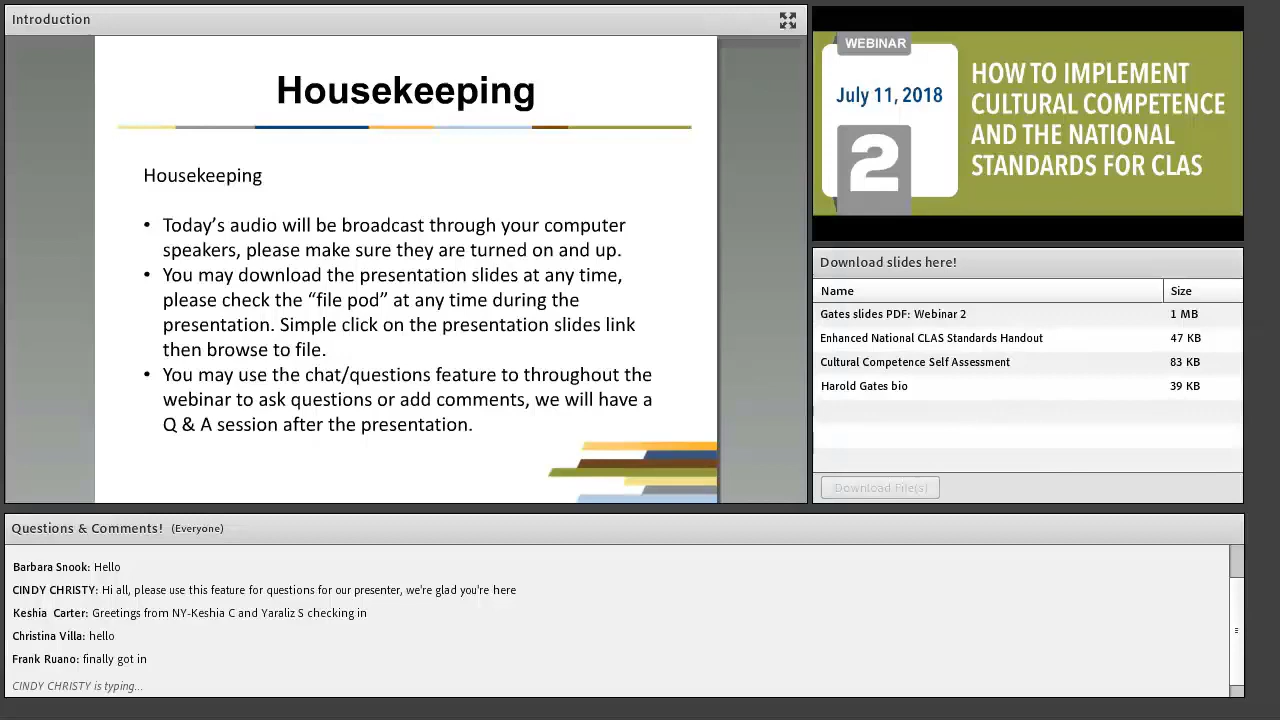 Introduction
Housekeeping
Housekeeping
• Today’s audio will be broadcast through your computer
speakers, please make sure they are turned on and up.
• You may download the presentation slides at any time,
please check the “file pod” at any time during the
presentation. Simple click on the presentation slides link
then browse to file.
• You may use the chat/questions feature to throughout the
webinar to ask questions or add comments, we will have a
Q & A session after the presentation.
WEBINAR
July 11, 2018
2
HOW TO IMPLEMENT
CULTURAL COMPETENCE
AND THE NATIONAL
STANDARDS FOR CLAS
Download slides here!
Name Size
Gates slides PDF: Webinar 2 1 MB
Enhanced National CLAS Standards Handout 47 KB
Cultural Competence Self Assessment 83 KB
Harold Gates bio 39 KB
Download File(s)
Questions & Comments! (Everyone)
Barbara Snook: Hello
CINDY CHRISTY: Hi all, please use this feature for questions for our presenter, we're glad you're here
Keshia Carter: Greetings from NY-Keshia C and Yaraliz S checking in
Christina Villa: hello
Frank Ruano: finally got in
CINDY CHRISTY is typing...